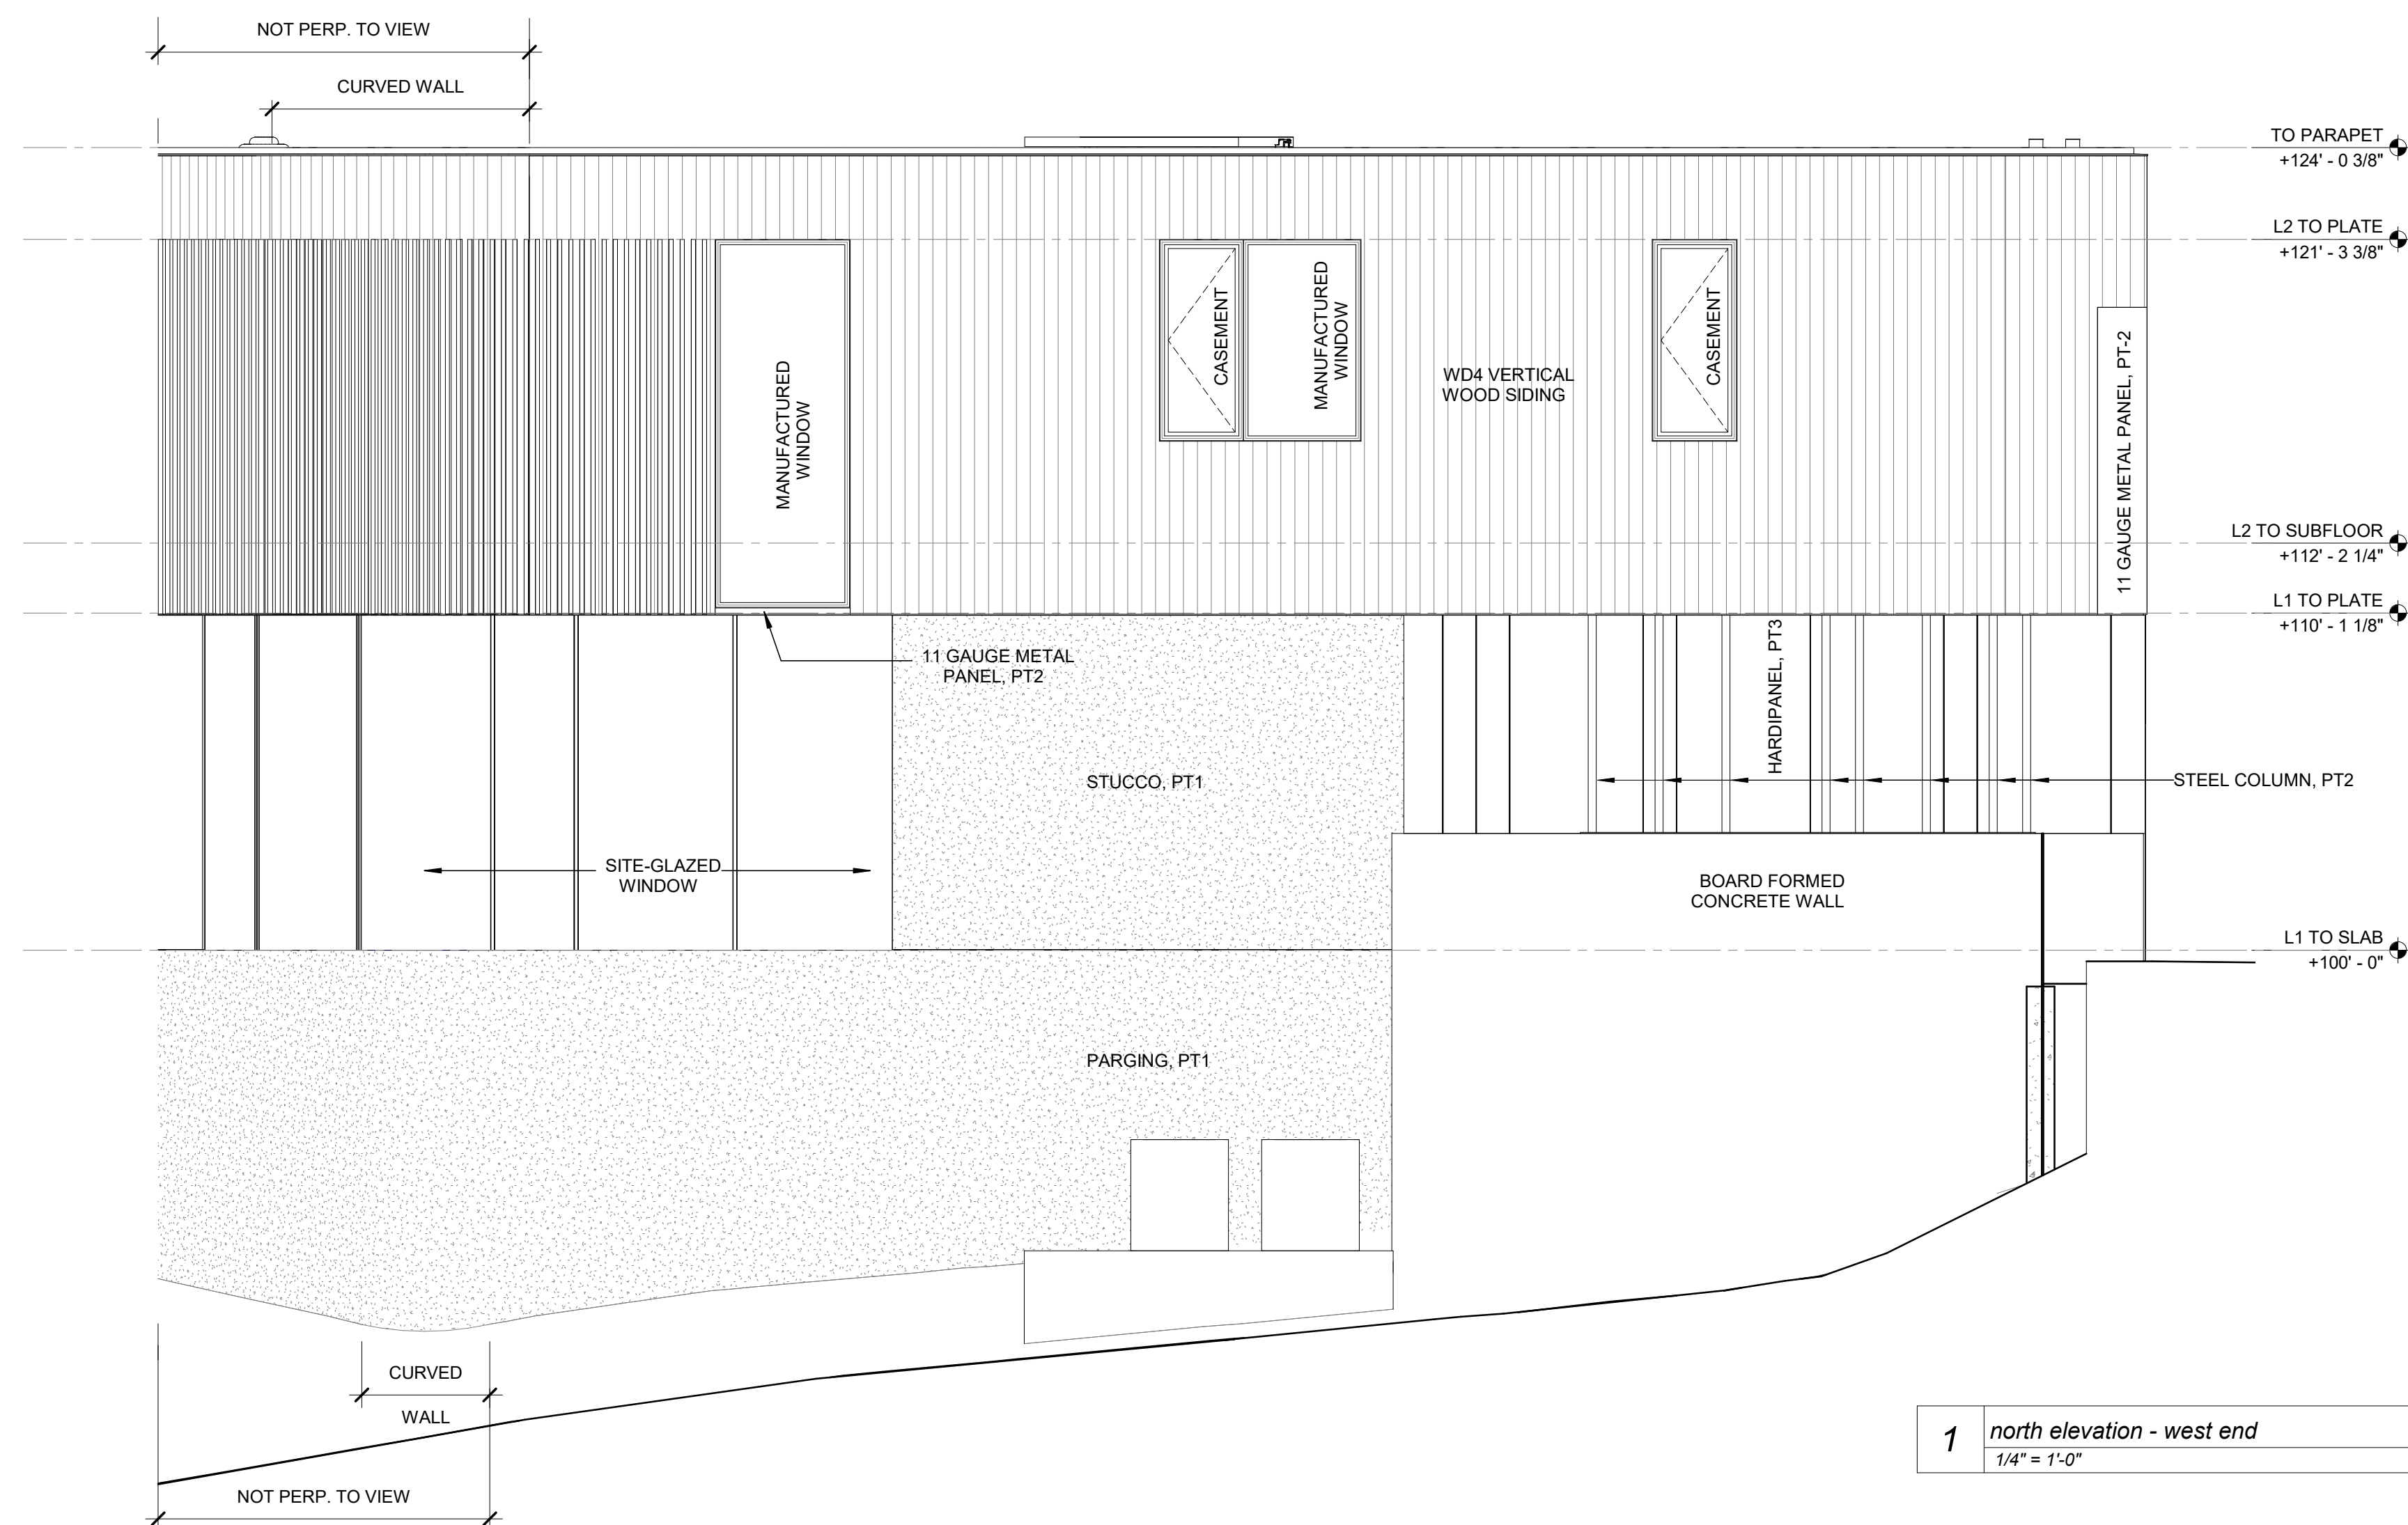 NOT PERP. TO VIEW
CURVED WALL
TO PARAPET
+124' - 0 3/8"
L2 TO PLATE
+121' - 3 3/8"
MANUFACTURED
WINDOW
CASEMENT
MANUFACTURED
WINDOW
WD4 VERTICAL
WOOD SIDING
CASEMENT
11 GAUGE METAL PANEL, PT-2
L2 TO SUBFLOOR
+112' - 2 1/4"
L1 TO PLATE
+110' - 1 1/8"
11 GAUGE METAL
PANEL, PT2
HARDIPANEL, PT3
STUCCO, PT1
STEEL COLUMN, PT2
SITE-GLAZED
WINDOW
BOARD FORMED
CONCRETE WALL
L1 TO SLAB
+100' - 0"
PARGING, PT1
CURVED
WALL
NOT PERP. TO VIEW
1
north elevation - west end
1/4" = 1'-0"